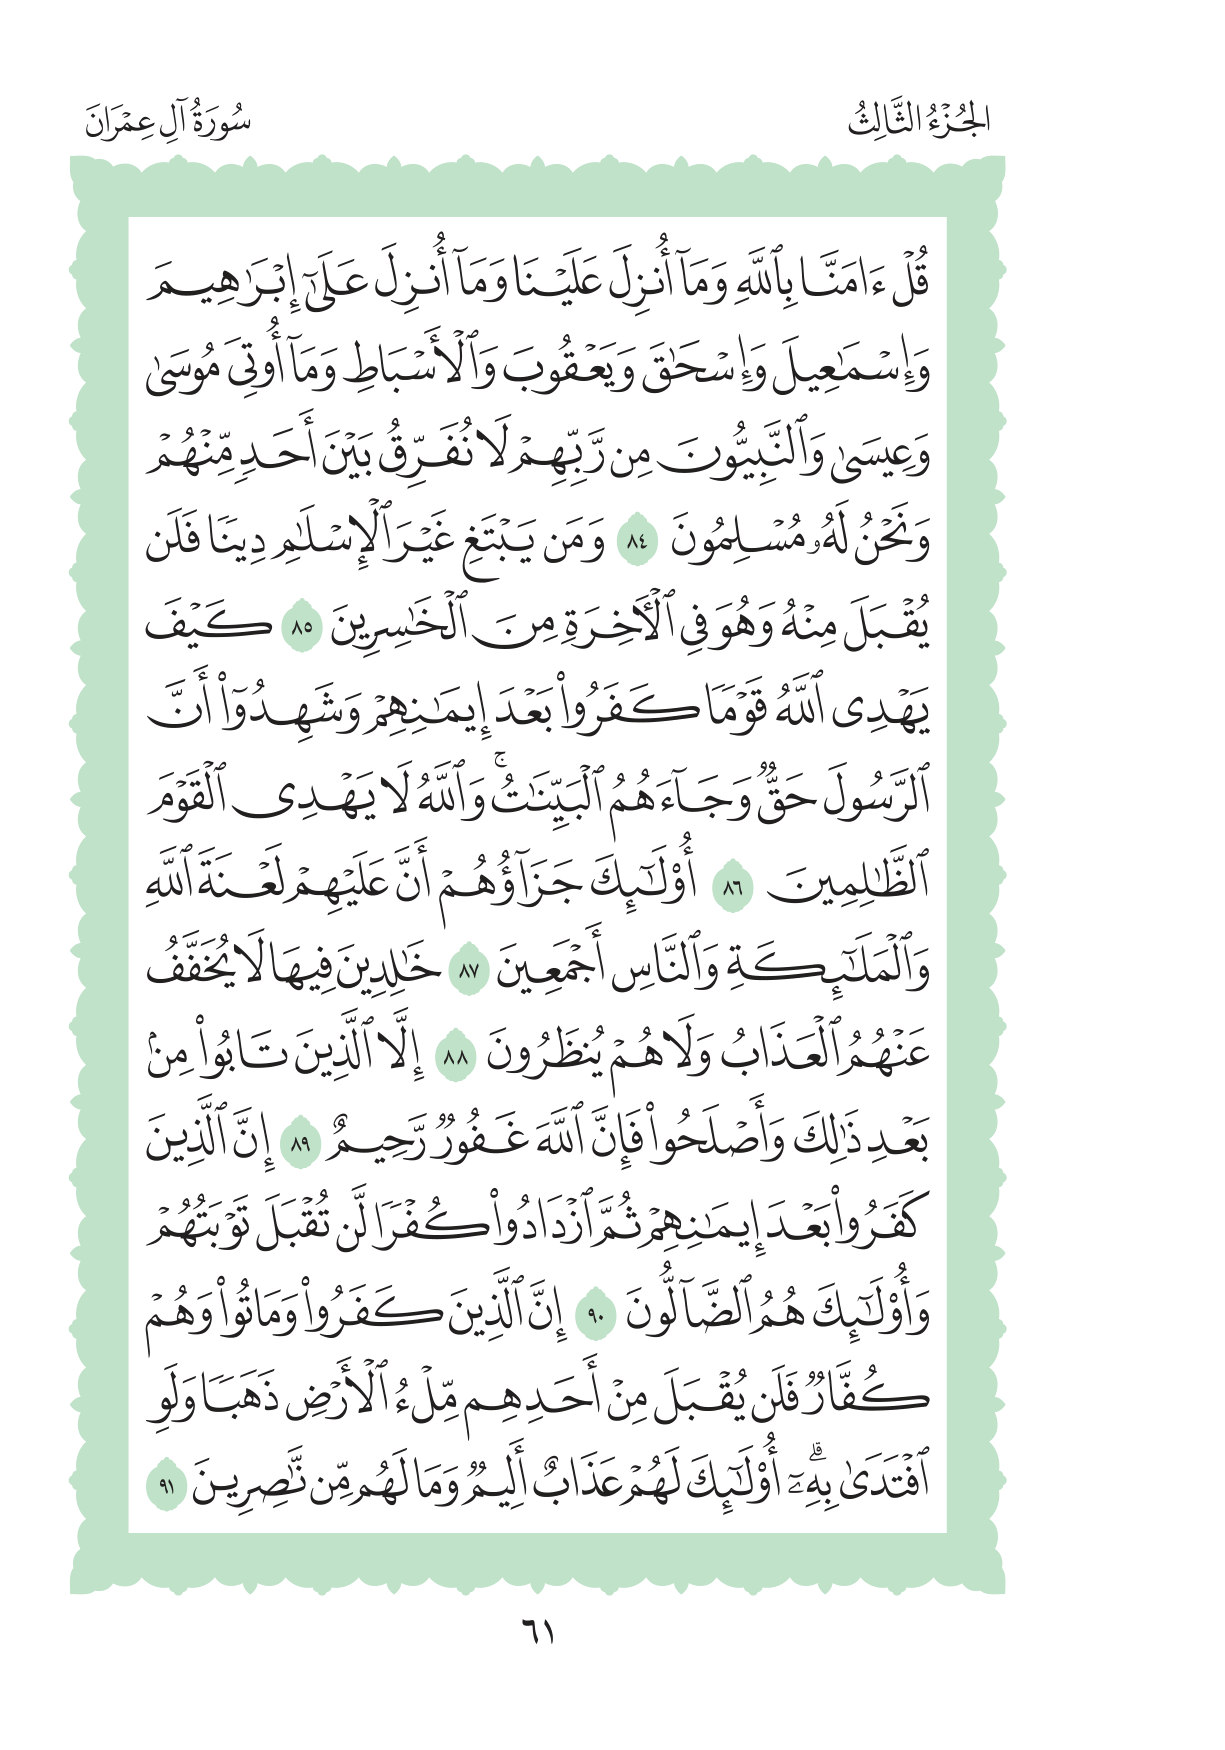 الجُزْءُ الثَّالِثُ
سُورَةُ آلِ عِمْرَانَ
قُلْ ءَامَنَّا بِٱللَّهِ وَمَآ أُنزِلَ عَلَيْنَا وَمَآ أُنزِلَ عَلَىٰٓ إِبْرَٰهِيمَ
وَإِسْمَٰعِيلَ وَإِسْحَٰقَ وَيَعْقُوبَ وَٱلْأَسْبَاطِ وَمَآ أُوتِيَ مُوسَىٰ
وَعِيسَىٰ وَٱلنَّبِيُّونَ مِن رَّبِّهِمْ لَا نُفَرِّقُ بَيْنَ أَحَدٍ مِّنْهُمْ
وَنَحْنُ لَهُۥ مُسْلِمُونَ ٨٤ وَمَن يَبْتَغِ غَيْرَ ٱلْإِسْلَٰمِ دِينًا فَلَن
يُقْبَلَ مِنْهُ وَهُوَ فِي ٱلْأٓخِرَةِ مِنَ ٱلْخَٰسِرِينَ ٨٥ كَيْفَ
يَهْدِى ٱللَّهُ قَوْمًا كَفَرُوا۟ بَعْدَ إِيمَٰنِهِمْ وَشَهِدُوٓا۟ أَنَّ
ٱلرَّسُولَ حَقٌّ وَجَآءَهُمُ ٱلْبَيِّنَٰتُ ۚ وَٱللَّهُ لَا يَهْدِى ٱلْقَوْمَ
ٱلظَّٰلِمِينَ ٨٦ أُو۟لَٰٓئِكَ جَزَآؤُهُمْ أَنَّ عَلَيْهِمْ لَعْنَةَ ٱللَّهِ
وَٱلْمَلَٰٓئِكَةِ وَٱلنَّاسِ أَجْمَعِينَ ٨٧ خَٰلِدِينَ فِيهَا لَا يُخَفَّفُ
عَنْهُمُ ٱلْعَذَابُ وَلَا هُمْ يُنظَرُونَ ٨٨ إِلَّا ٱلَّذِينَ تَابُوا۟ مِنۢ
بَعْدِ ذَٰلِكَ وَأَصْلَحُوا۟ فَإِنَّ ٱللَّهَ غَفُورٌ رَّحِيمٌ ٨٩ إِنَّ ٱلَّذِينَ
كَفَرُوا۟ بَعْدَ إِيمَٰنِهِمْ ثُمَّ ٱزْدَادُوا۟ كُفْرًا لَّن تُقْبَلَ تَوْبَتُهُمْ
وَأُو۟لَٰٓئِكَ هُمُ ٱلضَّآلُّونَ ٩٠ إِنَّ ٱلَّذِينَ كَفَرُوا۟ وَمَاتُوا۟ وَهُمْ
كُفَّارٌ فَلَن يُقْبَلَ مِنْ أَحَدِهِم مِّلْءُ ٱلْأَرْضِ ذَهَبًا وَلَوِ
ٱفْتَدَىٰ بِهِۦٓ ۗ أُو۟لَٰٓئِكَ لَهُمْ عَذَابٌ أَلِيمٌ وَمَا لَهُم مِّن نَّٰصِرِينَ ٩١
٦١